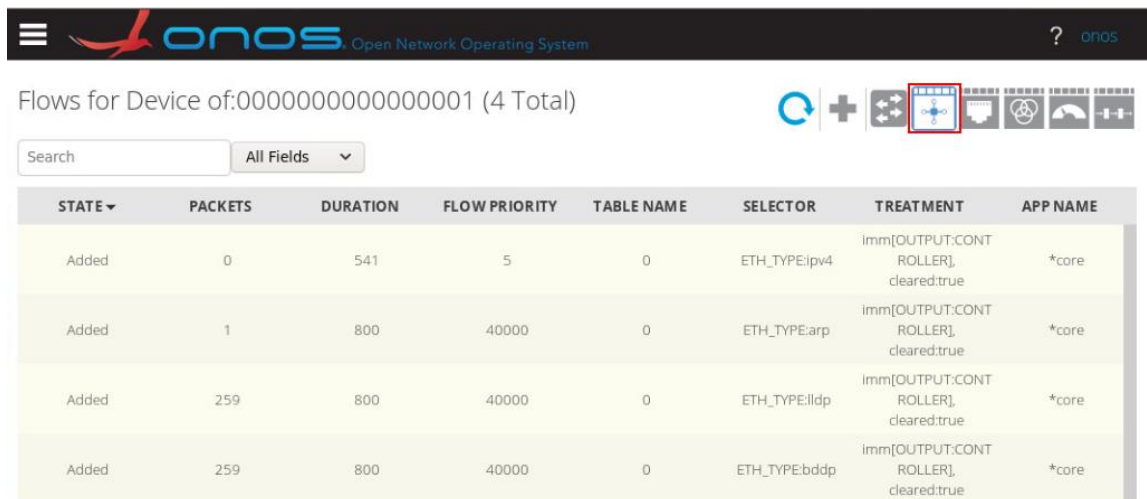 onos. Open Network Operating System ? onos
Flows for Device of:0000000000000001 (4 Total)
Search All Fields
STATE PACKETS DURATION FLOW PRIORITY TABLE NAME SELECTOR TREATMENT APP NAME
Added 0 541 5 0 ETH_TYPE:ipv4 imm[OUTPUT:CONT
ROLLER],
cleared:true *core
Added 1 800 40000 0 ETH_TYPE:arp imm[OUTPUT:CONT
ROLLER],
cleared:true *core
Added 259 800 40000 0 ETH_TYPE:lldp imm[OUTPUT:CONT
ROLLER],
cleared:true *core
Added 259 800 40000 0 ETH_TYPE:bddp imm[OUTPUT:CONT
ROLLER],
cleared:true *core